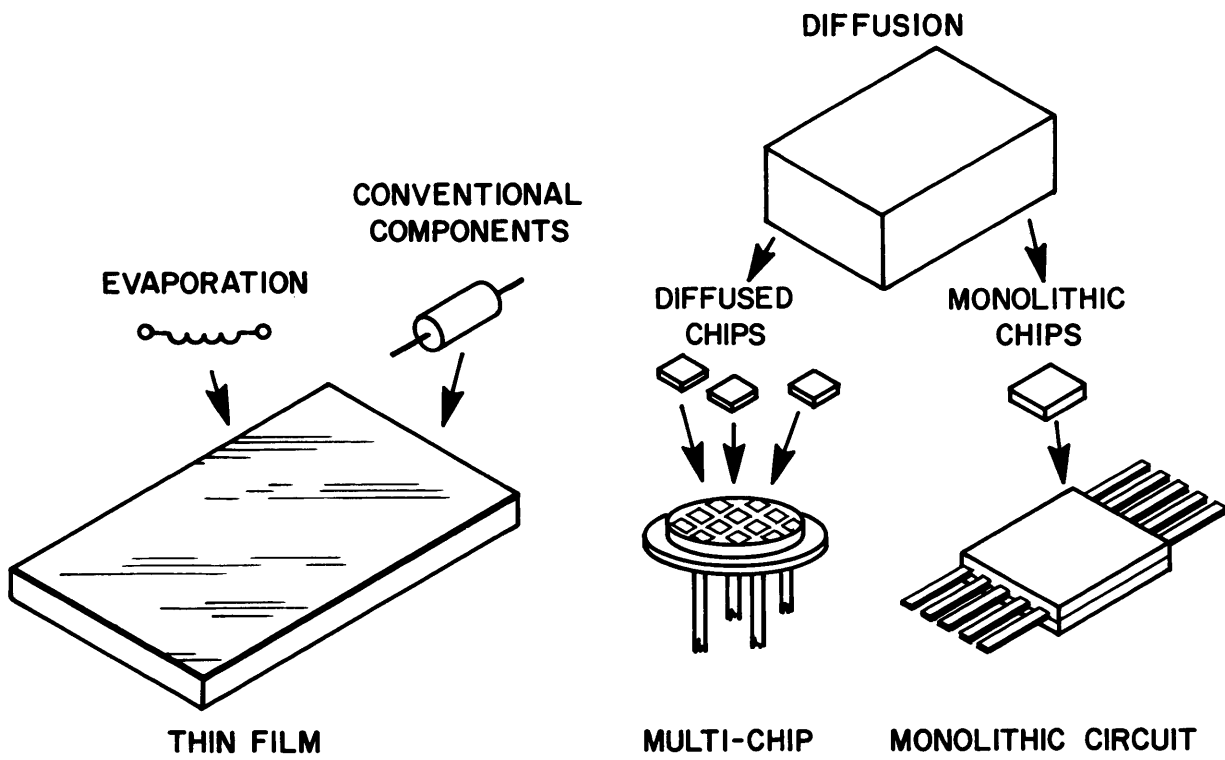 DIFFUSION
CONVENTIONAL
COMPONENTS
EVAPORATION
DIFFUSED
CHIPS
MONOLITHIC
CHIPS
THIN FILM
MULTI-CHIP
MONOLITHIC CIRCUIT